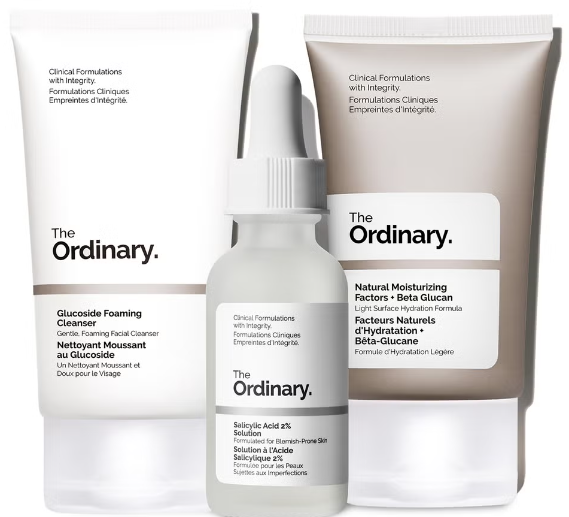 Clinical Formulations
with Integrity.
Formulations Cliniques
Empreintes d'Intégrité.
The
Ordinary.
Glucoside Foaming
Cleanser
Gentle, Foaming Facial Cleanser
Nettoyant Moussant
au Glucoside
Un Nettoyant Moussant et
Doux pour le Visage
Clinical Formulations
with Integrity.
Formulations Cliniques
Empreintes d'Intégrité.
The
Ordinary.
Salicylic Acid 2%
Solution
Formulated for Blemish-Prone Skin
Solution à l'Acide
Salicylique 2%
Formulée pour les Peaux
Sujettes aux Imperfections
Clinical Formulations
with Integrity.
Formulations Cliniques
Empreintes d'Intégrité.
The
Ordinary.
Natural Moisturizing
Factors + Beta Glucan
Light Surface Hydration Formula
Facteurs Naturels
d'Hydratation +
Bêta-Glucane
Formule d'Hydratation Légère